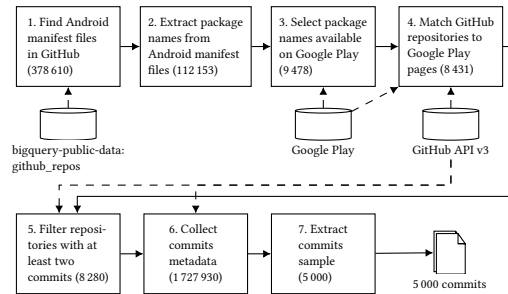 1. Find Android
manifest files
in GitHub
(378 610)
2. Extract package
names from
Android manifest
files (112 153)
3. Select package
names available
on Google Play
(9 478)
4. Match GitHub
repositories to
Google Play
pages (8 431)
bigquery-public-data:
github_repos
Google Play
GitHub API v3
5. Filter reposi-
tories with at
least two
commits (8 280)
6. Collect
commits
metadata
(1 727 930)
7. Extract
commits
sample
(5 000)
5 000 commits